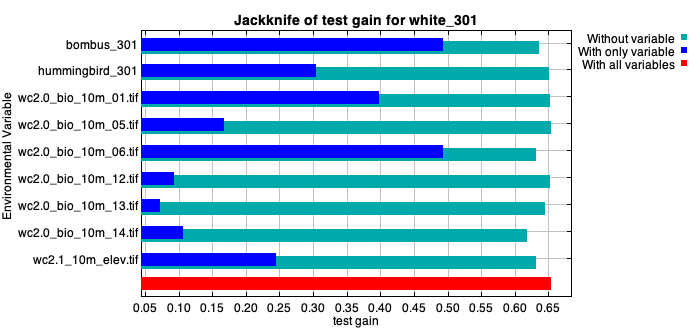 Jackknife of test gain for white_301
Without variable
With only variable
With all variables
Environmental Variable
bombus_301
hummingbird_301
wc2.0_bio_10m_01.tif
wc2.0_bio_10m_05.tif
wc2.0_bio_10m_06.tif
wc2.0_bio_10m_12.tif
wc2.0_bio_10m_13.tif
wc2.0_bio_10m_14.tif
wc2.1_10m_elev.tif
0.05 0.10 0.15 0.20 0.25 0.30 0.35 0.40 0.45 0.50 0.55 0.60 0.65
test gain